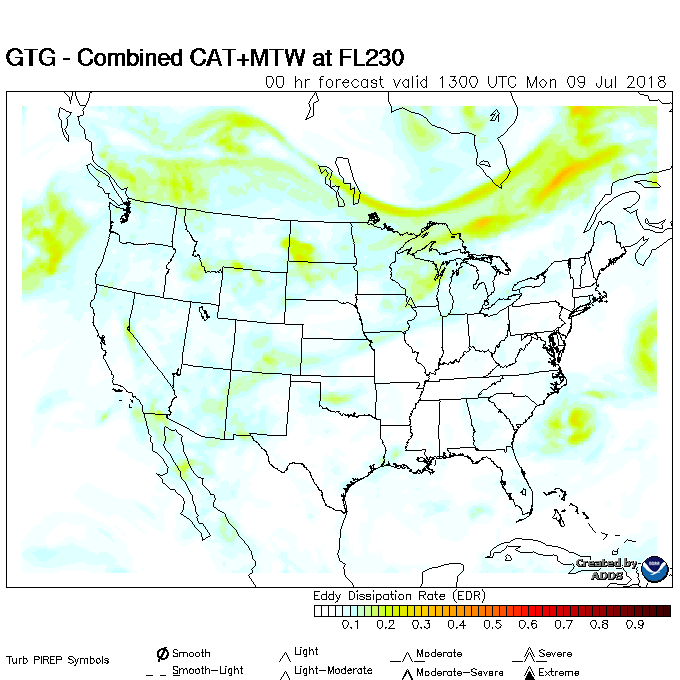 GTG - Combined CAT+MTW at FL230
00 hr forecast valid 1300 UTC Mon 09 Jul 2018
Created by
ADDS
NOAA
Eddy Dissipation Rate (EDR)
0.1 0.2 0.3 0.4 0.5 0.6 0.7 0.8 0.9
Turb PIREP Symbols
Smooth
Light
Moderate
Severe
Smooth-Light
Light-Moderate
Moderate-Severe
Extreme